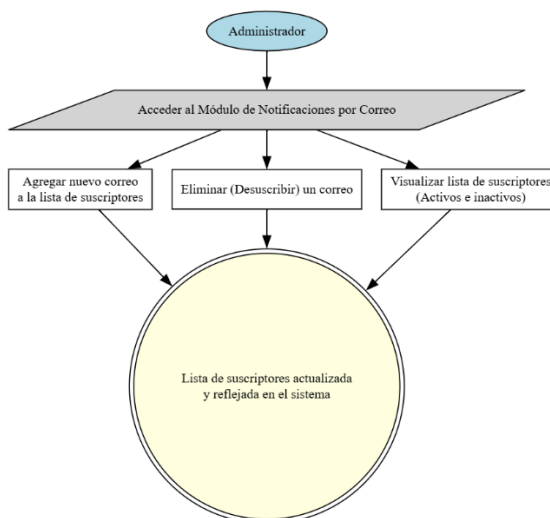 Administrador
Acceder al Módulo de Notificaciones por Correo
Agregar nuevo correo
a la lista de suscriptores
Eliminar (Desuscribir) un correo
Visualizar lista de suscriptores
(Activos e inactivos)
Lista de suscriptores actualizada
y reflejada en el sistema